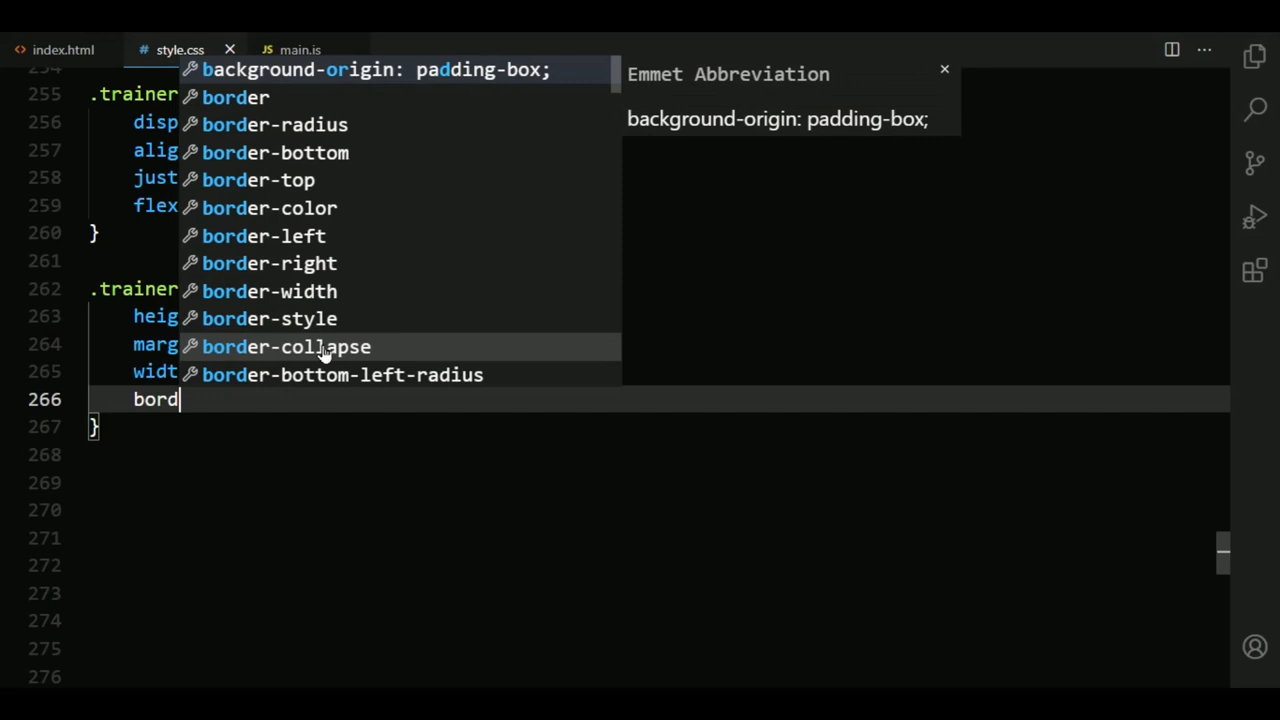 index.html
style.css
JS main.js
254
255 .trainer
256 disp
257 alig
258 just
259 flex
260 }
261
262 .trainer
263 heig
264 marg
265 widt
266 bord
267 }
268
269
270
271
272
273
274
275
276
background-origin: padding-box;
border
border-radius
border-bottom
border-top
border-color
border-left
border-right
border-width
border-style
border-collapse
border-bottom-left-radius
Emmet Abbreviation
background-origin: padding-box;